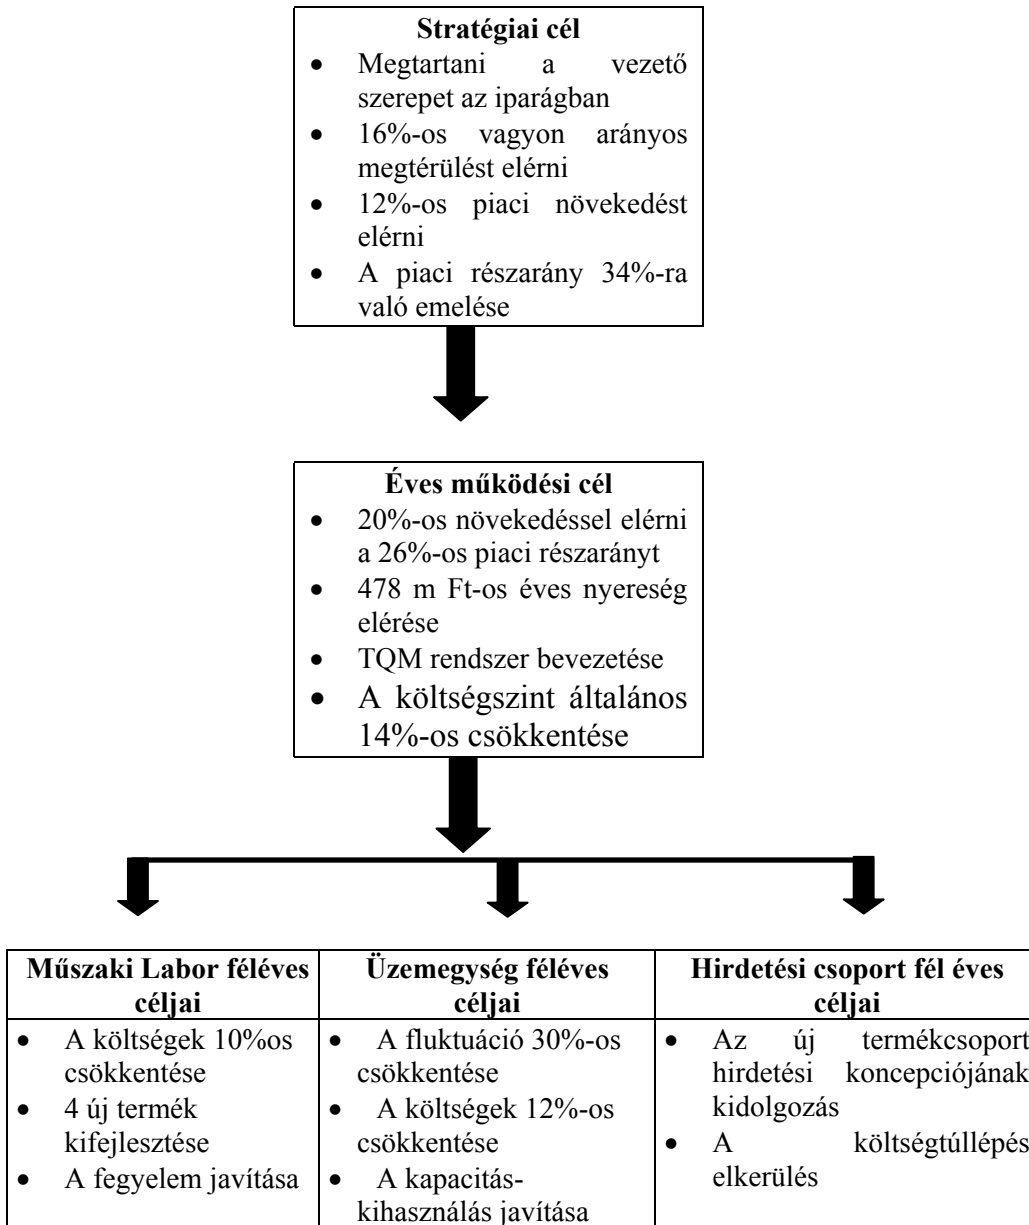 Stratégiai cél
• Megtartani a vezető
szerepet az iparágban
• 16%-os vagyon arányos
megtérülést elérni
• 12%-os piaci növekedést
elérni
• A piaci részarány 34%-ra
való emelése
Éves működési cél
• 20%-os növekedéssel elérni
a 26%-os piaci részarányt
• 478 m Ft-os éves nyereség
elérése
• TQM rendszer bevezetése
• A költségszint általános
14%-os csökkentése
Műszaki Labor féléves
céljai
• A költségek 10%os
csökkentése
• 4 új termék
kifejlesztése
• A fegyelem javítása
Üzemegység féléves
céljai
• A fluktuáció 30%-os
csökkentése
• A költségek 12%-os
csökkentése
• A kapacitás-
kihasználás javítása
Hirdetési csoport fél éves
céljai
• Az új termékcsoport
hirdetési koncepciójának
kidolgozás
• A költségtúllépés
elkerülés